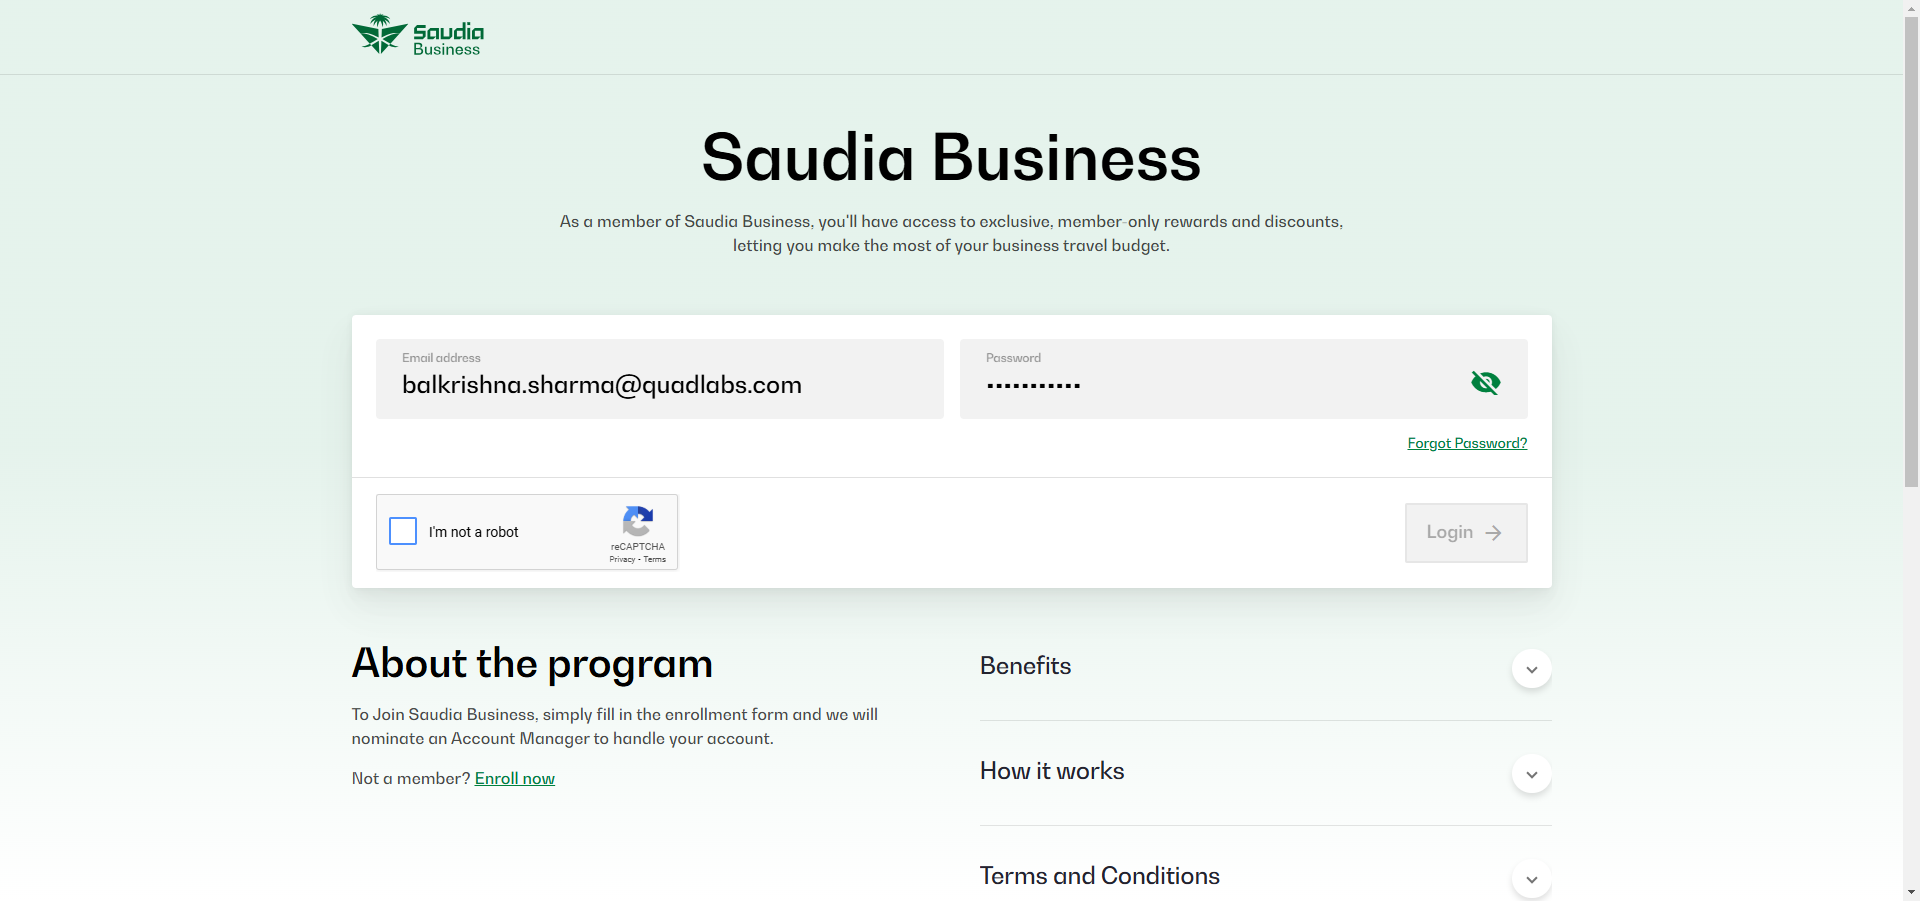 Saudia
Business
Saudia Business
As a member of Saudia Business, you'll have access to exclusive, member-only rewards and discounts,
letting you make the most of your business travel budget.
Email address
balkrishna.sharma@quadlabs.com
Password
•••••••••••
Forgot Password?
I'm not a robot
reCAPTCHA
Privacy - Terms
Login
About the program
To Join Saudia Business, simply fill in the enrollment form and we will
nominate an Account Manager to handle your account.
Not a member? Enroll now
Benefits
How it works
Terms and Conditions